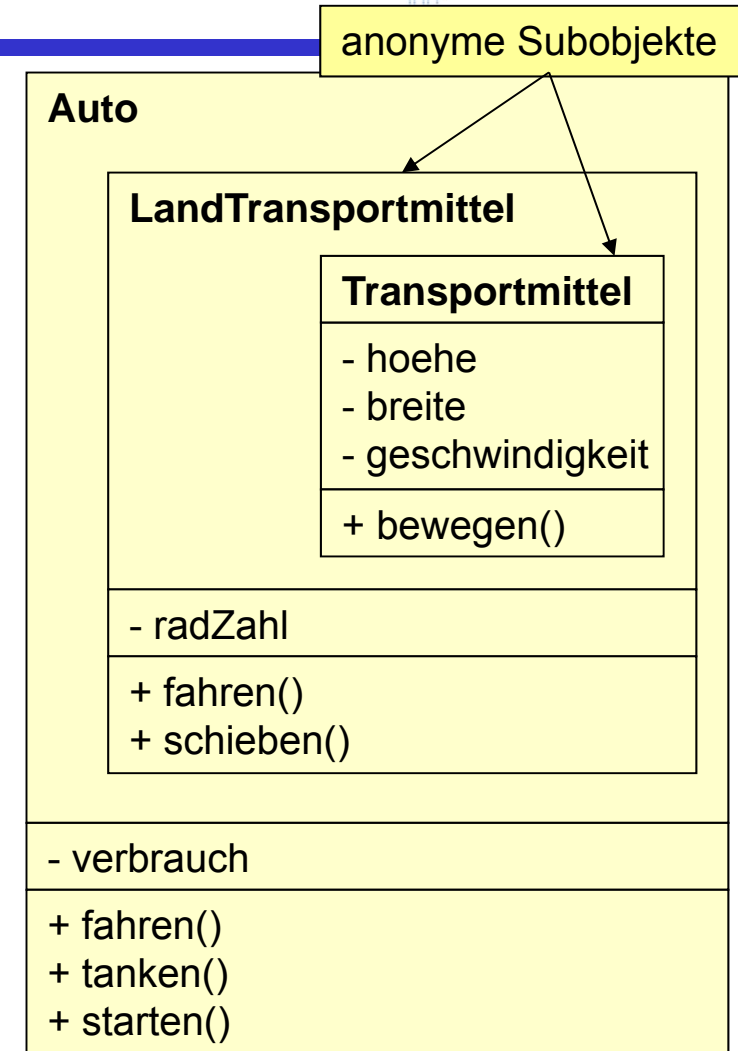 anonyme Subobjekte
Auto
LandTransportmittel
Transportmittel
- hoehe
- breite
- geschwindigkeit
+ bewegen()
- radZahl
+ fahren()
+ schieben()
- verbrauch
+ fahren()
+ tanken()
+ starten()